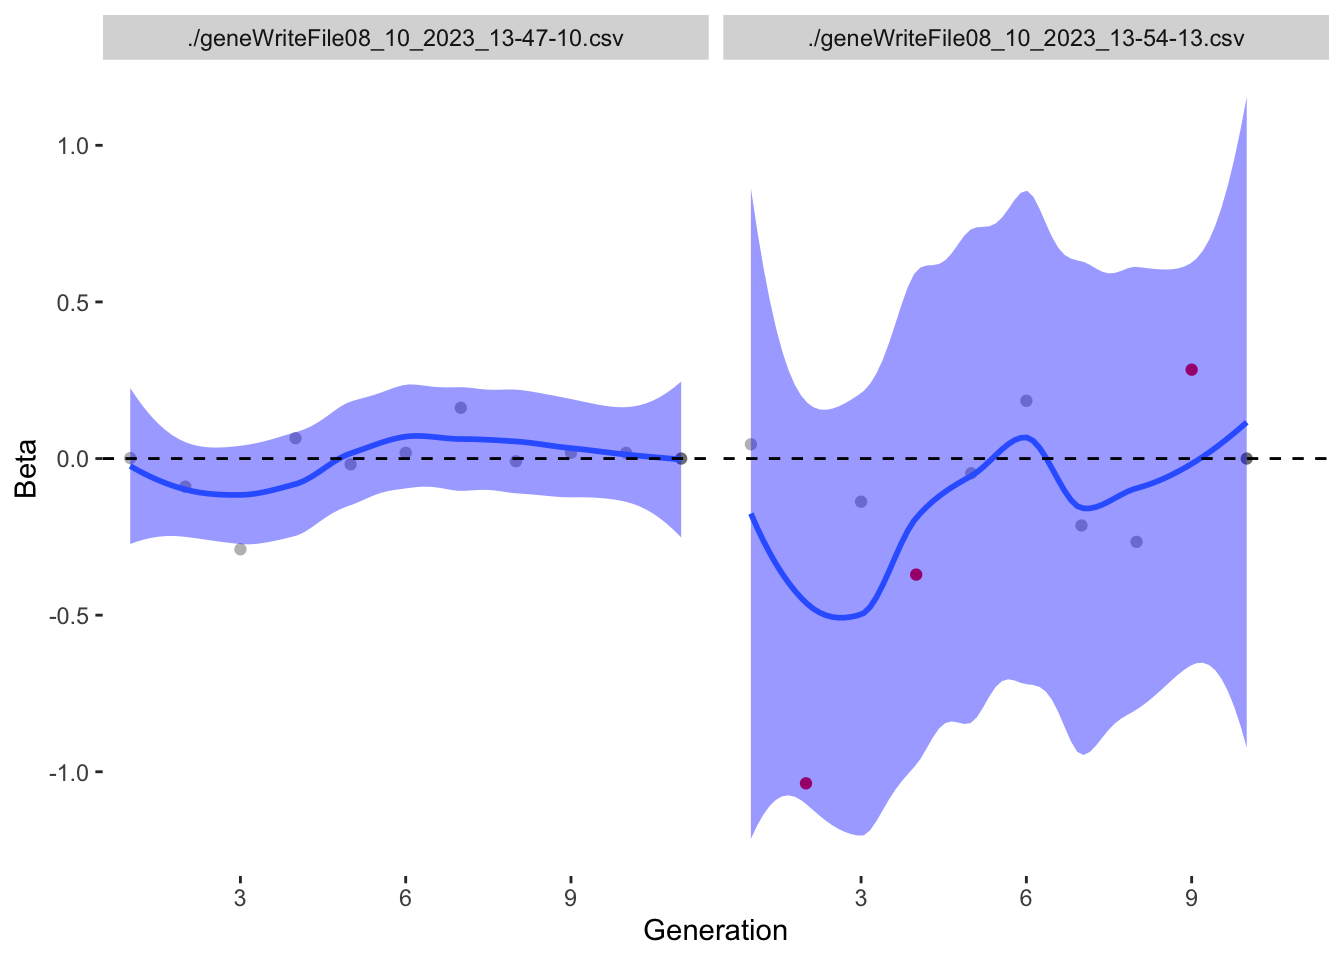 ./geneWriteFile08_10_2023_13-47-10.csv
./geneWriteFile08_10_2023_13-54-13.csv
1.0
0.5
0.0
-0.5
-1.0
Beta
3
6
9
3
6
9
Generation